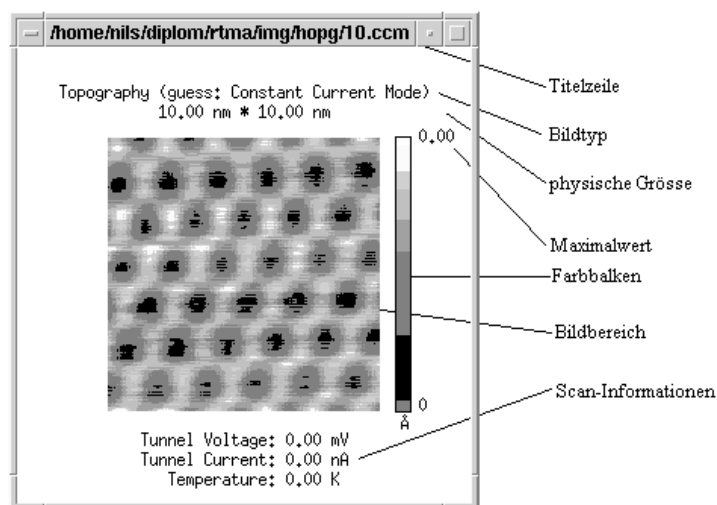 /home/nils/diplom/rtma/img/hopg/10.ccm
Titelzeile
Topography (guess: Constant Current Mode)
10.00 nm * 10.00 nm
Bildtyp
0.00
physische Grösse
Maximalwert
Farbbalken
Bildbereich
Scan-Informationen
0
Å
Tunnel Voltage: 0.00 mV
Tunnel Current: 0.00 nA
Temperature: 0.00 K